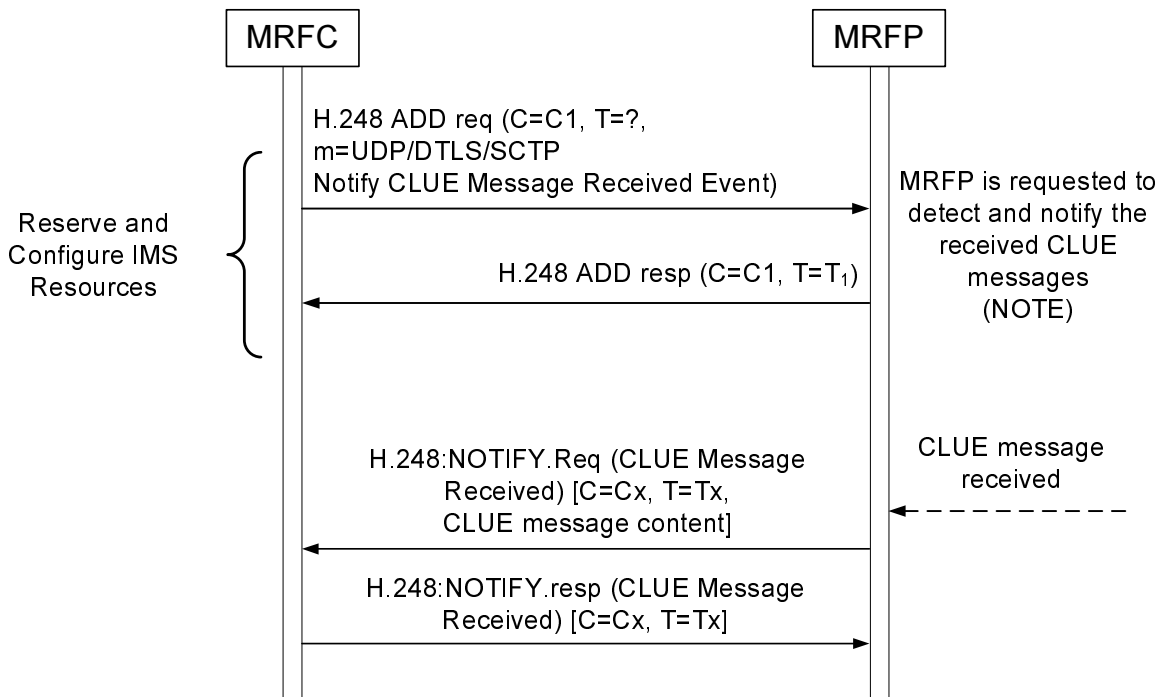 MRFC
MRFP
H.248 ADD req (C=C1, T=?,
m=UDP/DTLS/SCTP
Notify CLUE Message Received Event)
MRFP is requested to
detect and notify the
received CLUE
messages
(NOTE)
Reserve and
Configure IMS
Resources
H.248 ADD resp (C=C1, T=T₁)
CLUE message
received
H.248:NOTIFY.Req (CLUE Message
Received) [C=Cx, T=Tx,
CLUE message content]
H.248:NOTIFY.resp (CLUE Message
Received) [C=Cx, T=Tx]